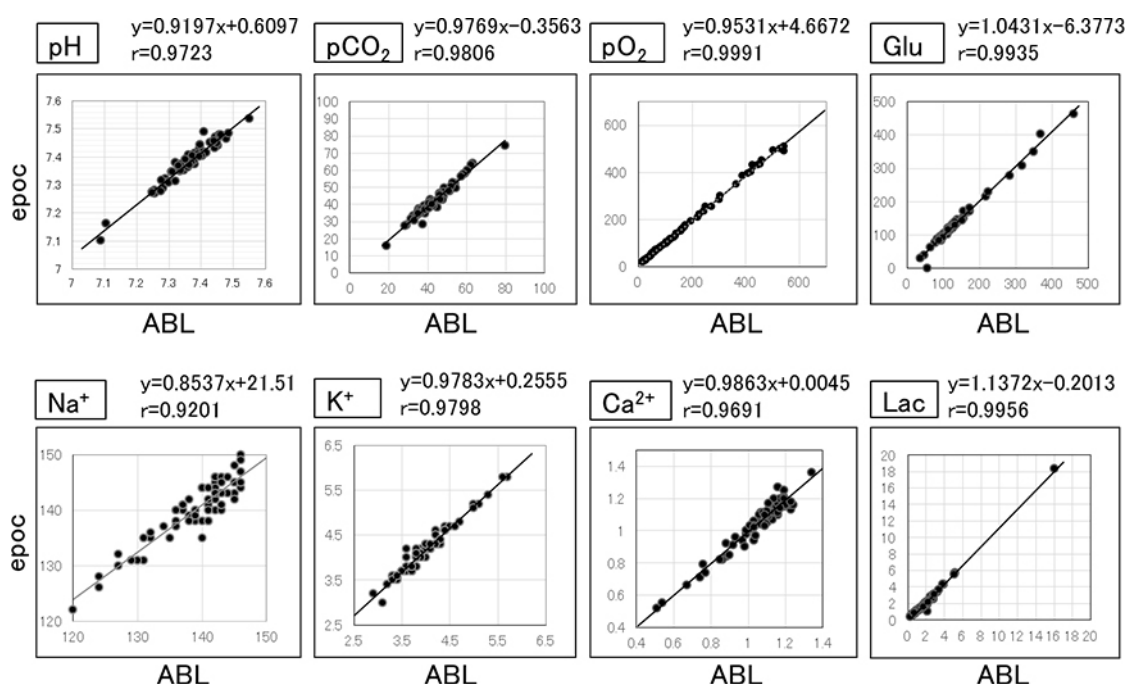 y=0.9197x+0.6097
pH
r=0.9723
y=0.9769x−0.3563
pCO₂
r=0.9806
y=0.9531x+4.6672
pO₂
r=0.9991
y=1.0431x−6.3773
Glu
r=0.9935
epoc
7.6
7.5
7.4
7.3
7.2
7.1
7
7 7.1 7.2 7.3 7.4 7.5 7.6
ABL
100
90
80
70
60
50
40
30
20
10
0
0 20 40 60 80 100
ABL
600
400
200
0
0 200 400 600
ABL
500
400
300
200
100
0
0 100 200 300 400 500
ABL
y=0.8537x+21.51
Na⁺
r=0.9201
y=0.9783x+0.2555
K⁺
r=0.9798
y=0.9863x+0.0045
Ca²⁺
r=0.9691
y=1.1372x−0.2013
Lac
r=0.9956
epoc
150
140
130
120
120 130 140 150
ABL
6.5
5.5
4.5
3.5
2.5
2.5 3.5 4.5 5.5 6.5
ABL
1.4
1.2
1
0.8
0.6
0.4
0.4 0.6 0.8 1 1.2 1.4
ABL
20
18
16
14
12
10
8
6
4
2
0
0 2 4 6 8 10 12 14 16 18 20
ABL